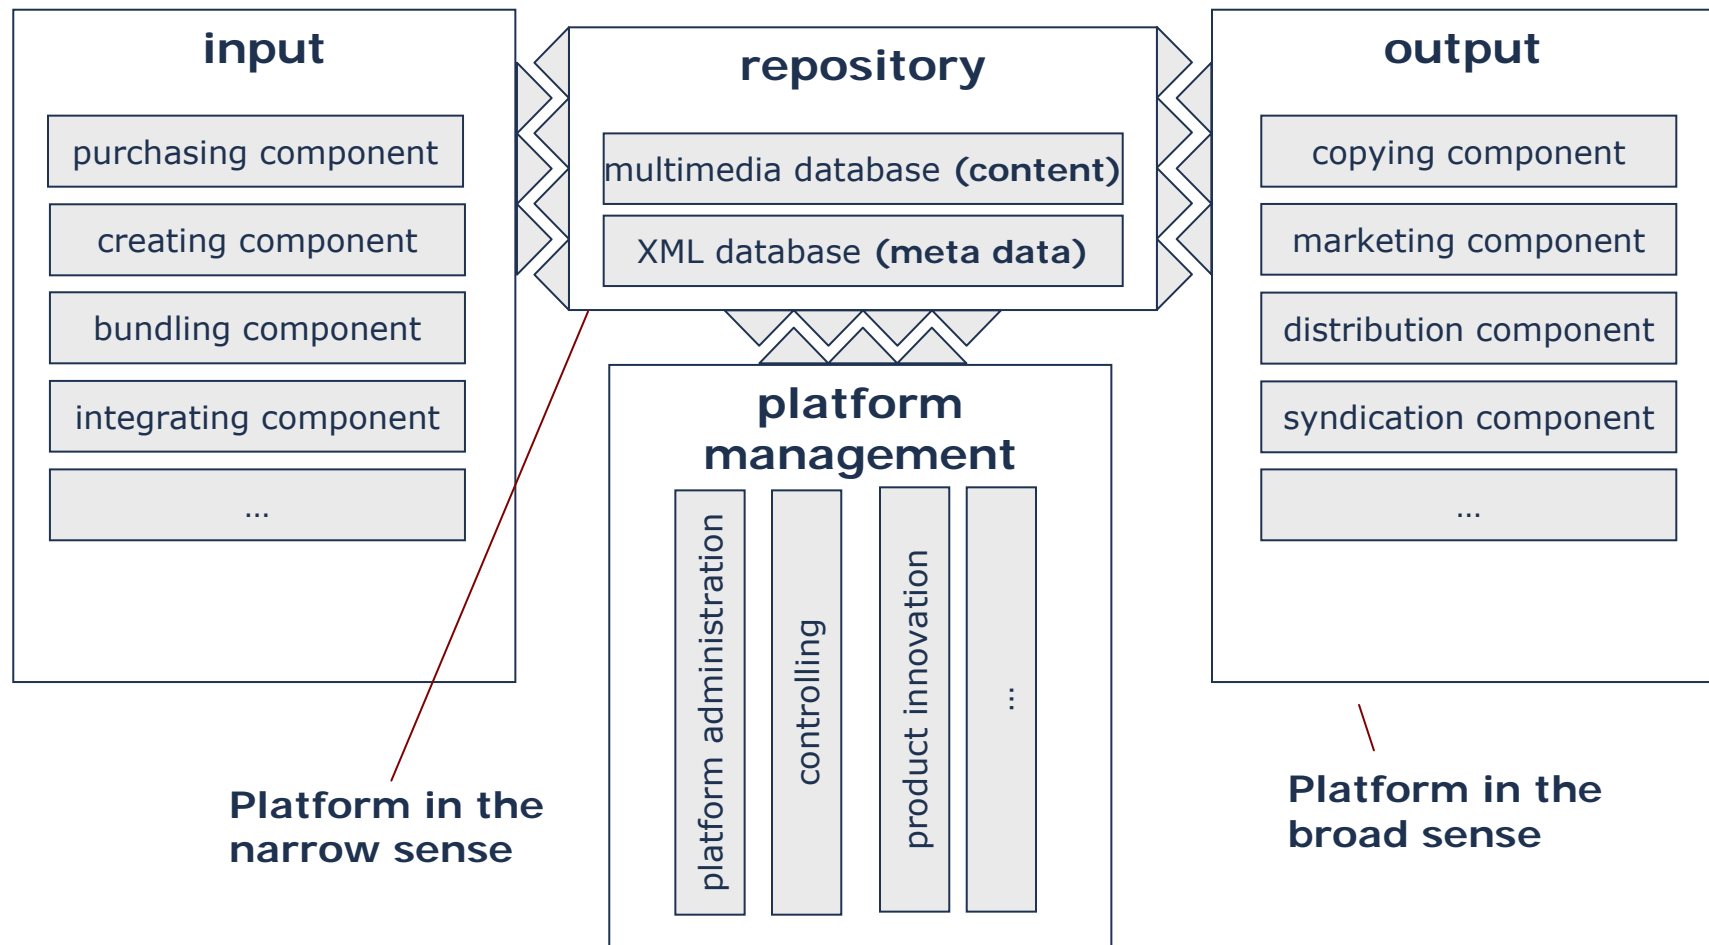 input
purchasing component
creating component
bundling component
integrating component
...
repository
multimedia database (content)
XML database (meta data)
output
copying component
marketing component
distribution component
syndication component
...
platform
management
platform administration
controlling
product innovation
...
Platform in the
narrow sense
Platform in the
broad sense